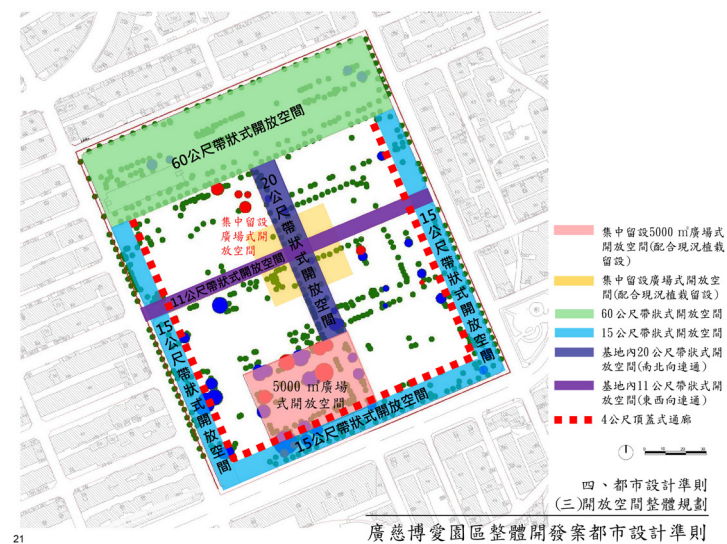 60公尺帶狀式開放空間
20公尺帶狀式開放空間
集中留設
廣場式開
放空間
11公尺帶狀式開放空間
15公尺帶狀式開放空間
15公尺帶狀式開放空間
5000 ㎡廣場
式開放空間
15公尺帶狀式開放空間
集中留設5000 ㎡廣場式
開放空間(配合現況植栽
留設)
集中留設廣場式開放空
間(配合現況植栽留設)
60公尺帶狀式開放空間
15公尺帶狀式開放空間
基地內20公尺帶狀式開
放空間(南北向連通)
基地內11公尺帶狀式開
放空間(東西向連通)
4公尺頂蓋式通廊
四、都市設計準則
(三)開放空間整體規劃
廣慈博愛園區整體開發案都市設計準則
21